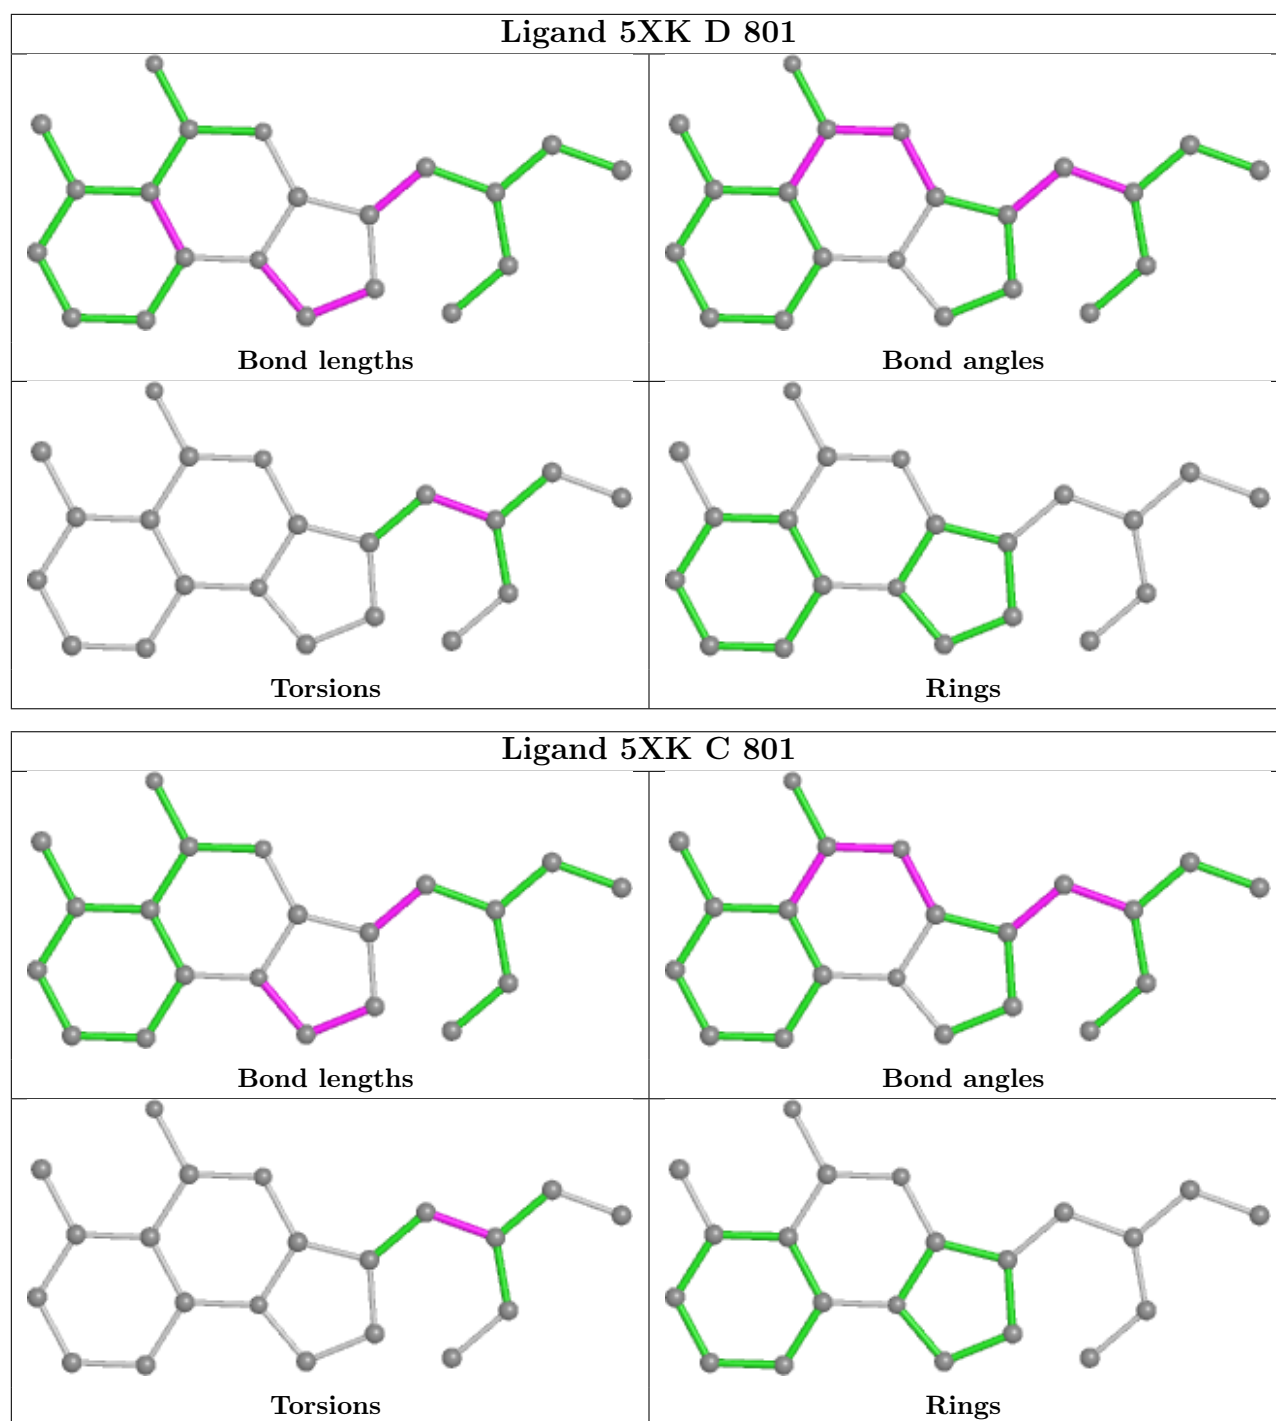 Ligand 5XK D 801
Bond lengths
Bond angles
Torsions
Rings
Ligand 5XK C 801
Bond lengths
Bond angles
Torsions
Rings